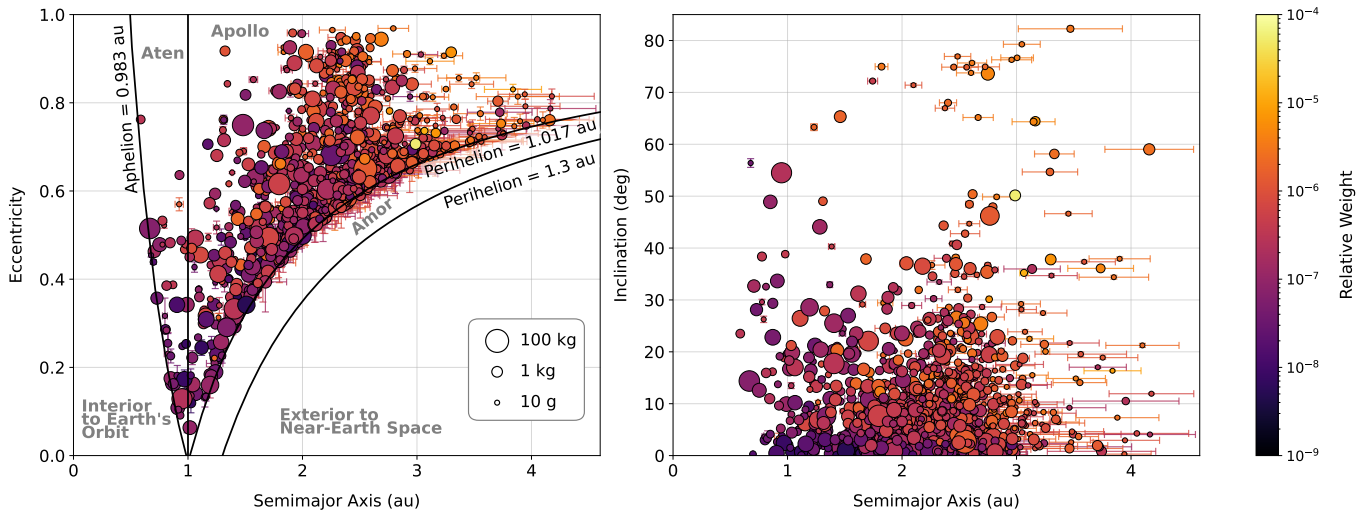 1.0
0.8
0.6
0.4
0.2
0.0
Eccentricity
0
1
2
3
4
Semimajor Axis (au)
Aphelion = 0.983 au
Aten
Apollo
Perihelion = 1.017 au
Perihelion = 1.3 au
Amor
Interior
to Earth's
Orbit
Exterior to
Near-Earth Space
100 kg
1 kg
10 g
80
70
60
50
40
30
20
10
0
Inclination (deg)
0
1
2
3
4
Semimajor Axis (au)
10⁻⁴
10⁻⁵
10⁻⁶
10⁻⁷
10⁻⁸
10⁻⁹
Relative Weight